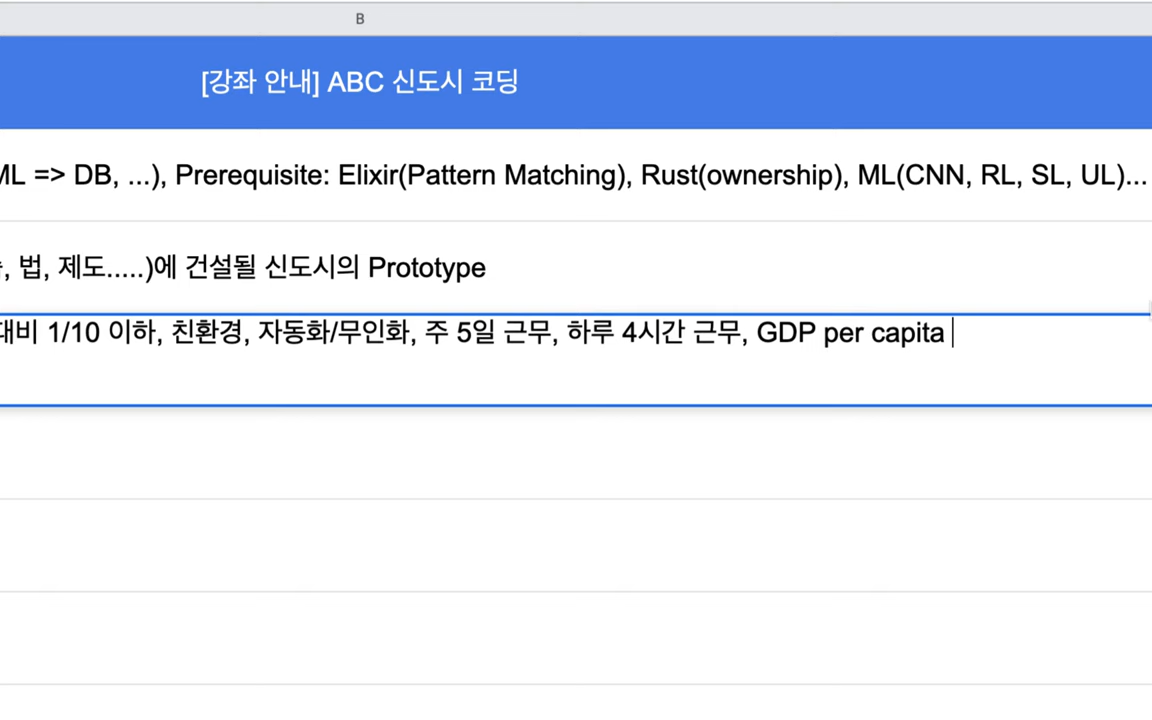 B
[강좌 안내] ABC 신도시 코딩
ML => DB, ...), Prerequisite: Elixir(Pattern Matching), Rust(ownership), ML(CNN, RL, SL, UL)...
, 법, 제도.....)에 건설될 신도시의 Prototype
대비 1/10 이하, 친환경, 자동화/무인화, 주 5일 근무, 하루 4시간 근무, GDP per capita